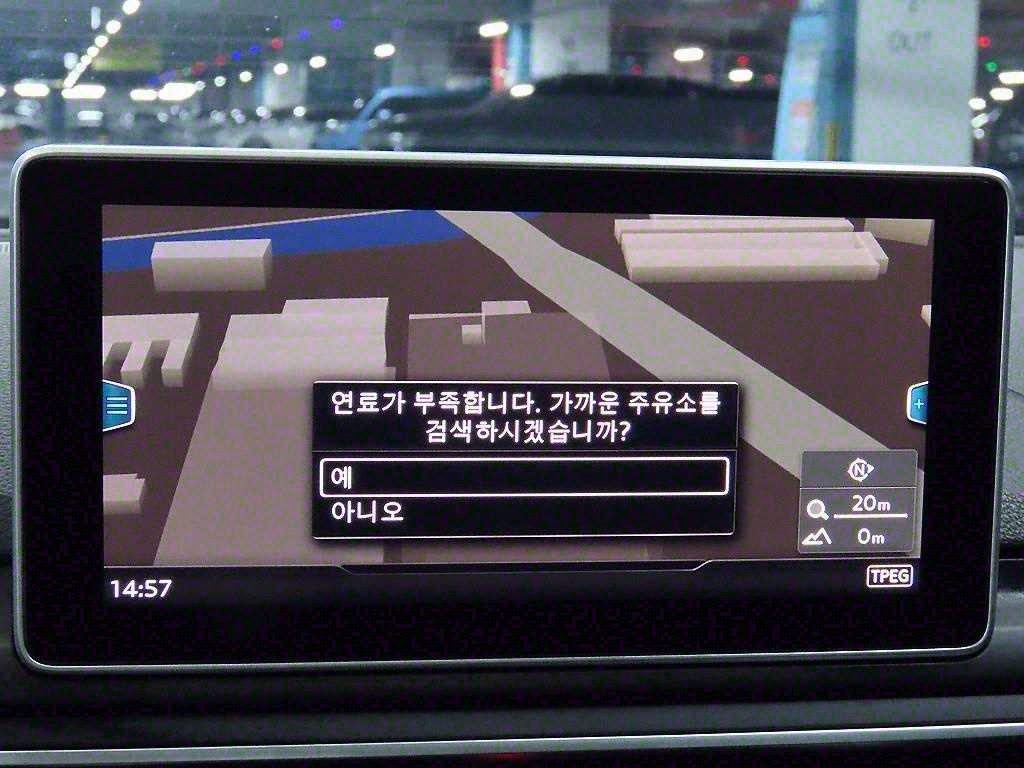 OUT
연료가 부족합니다. 가까운 주유소를
검색하시겠습니까?
예
아니오
N
20m
0m
14:57
TPEG